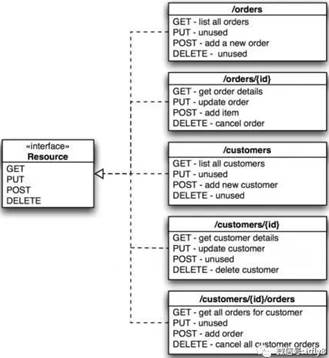 /orders
GET - list all orders
PUT - unused
POST - add a new order
DELETE - unused
/orders/{id}
GET - get order details
PUT - update order
POST - add item
DELETE - cancel order
«interface»
Resource
GET
PUT
POST
DELETE
/customers
GET - list all customers
PUT - unused
POST - add new customer
DELETE - unused
/customers/{id}
GET - get customer details
PUT - update customer
POST - unused
DELETE - delete customer
/customers/{id}/orders
GET - get all orders for customer
PUT - unused
POST - add order
DELETE - cancel all customer orders